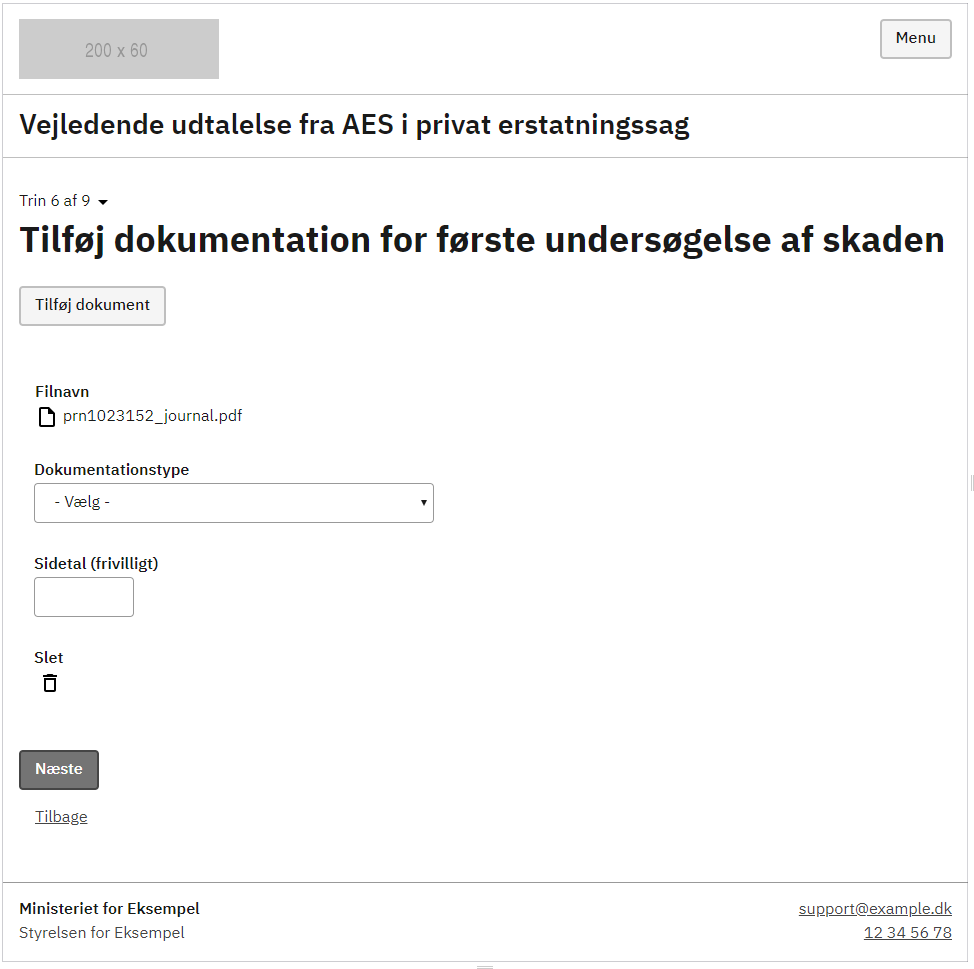 200 x 60
Menu
Vejledende udtalelse fra AES i privat erstatningssag
Trin 6 af 9
Tilføj dokumentation for første undersøgelse af skaden
Tilføj dokument
Filnavn
prn1023152_journal.pdf
Dokumentationstype
- Vælg -
Sidetal (frivilligt)
Slet
Næste
Tilbage
Ministeriet for Eksempel
Styrelsen for Eksempel
support@example.dk
12 34 56 78